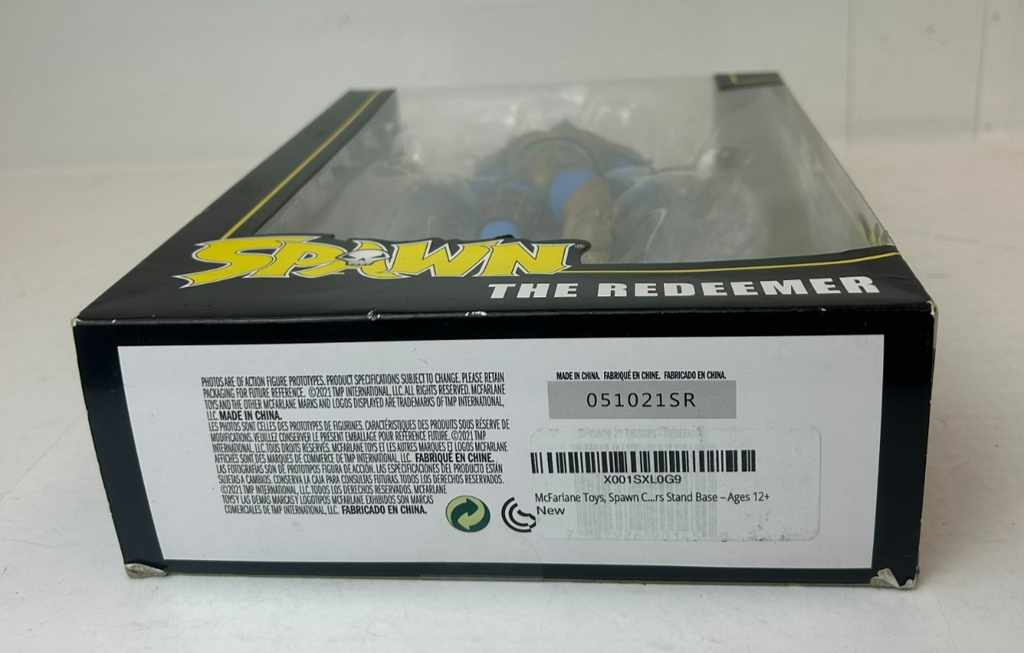 SPAWN
THE REDEEMER
PHOTOS ARE OF ACTION FIGURE PROTOTYPES. PRODUCT SPECIFICATIONS SUBJECT TO CHANGE. PLEASE RETAIN
PACKAGING FOR FUTURE REFERENCE. ©2021 TMP INTERNATIONAL, LLC. ALL RIGHTS RESERVED. MCFARLANE
TOYS AND THE OTHER MCFARLANE MARKS AND LOGOS DISPLAYED ARE TRADEMARKS OF TMP INTERNATIONAL,
LLC. MADE IN CHINA.
LES PHOTOS SONT CELLES DES PROTOTYPES DE FIGURINES. CARACTÉRISTIQUES DES PRODUITS SOUS RÉSERVE DE
MODIFICATIONS. VEUILLEZ CONSERVER LE PRÉSENT EMBALLAGE POUR RÉFÉRENCE FUTURE. ©2021 TMP
INTERNATIONAL, LLC. TOUS DROITS RÉSERVÉS. MCFARLANE TOYS ET LES AUTRES MARQUES ET LOGOS MCFARLANE
AFFICHÉS SONT DES MARQUES DE COMMERCE DE TMP INTERNATIONAL, LLC. FABRIQUÉ EN CHINE.
LAS FOTOGRAFÍAS SON DE PROTOTIPOS FIGURA DE ACCIÓN. LAS ESPECIFICACIONES DEL PRODUCTO ESTÁN
SUJETAS A CAMBIOS. CONSERVA LA CAJA PARA CONSULTAS FUTURAS. TODOS LOS DERECHOS RESERVADOS.
©2021 TMP INTERNATIONAL, LLC. TODOS LOS DERECHOS RESERVADOS. MCFARLANE
TOYS Y LAS DEMÁS MARCAS Y LOGOTIPOS MCFARLANE EXHIBIDOS SON MARCAS
COMERCIALES DE TMP INTERNATIONAL, LLC. FABRICADO EN CHINA.
MADE IN CHINA. FABRIQUÉ EN CHINE. FABRICADO EN CHINA.
051021SR
X001SXL0G9
McFarlane Toys, Spawn C...rs Stand Base – Ages 12+
New